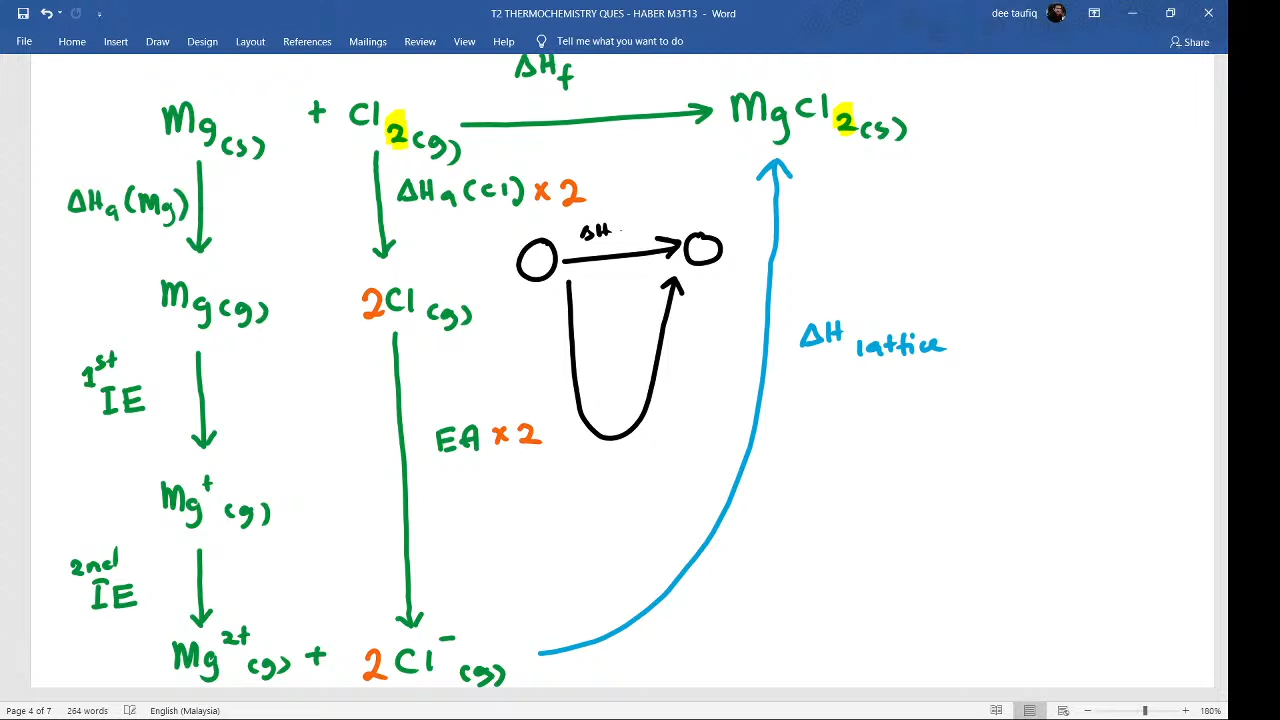 T2 THERMOCHEMISTRY QUES - HABER M3T13 - Word
dee taufiq
File Home Insert Draw Design Layout References Mailings Review View Help Tell me what you want to do Share
ΔHf
Mg(s) + Cl2(g) MgCl2(s)
ΔHa(Mg) ΔHa(Cl) × 2
ΔH
Mg(g) 2Cl(g)
ΔH lattice
1st IE
EA × 2
Mg+(g)
2nd IE
Mg2+(g) + 2Cl-(g)
Page 4 of 7 264 words English (Malaysia) 180%